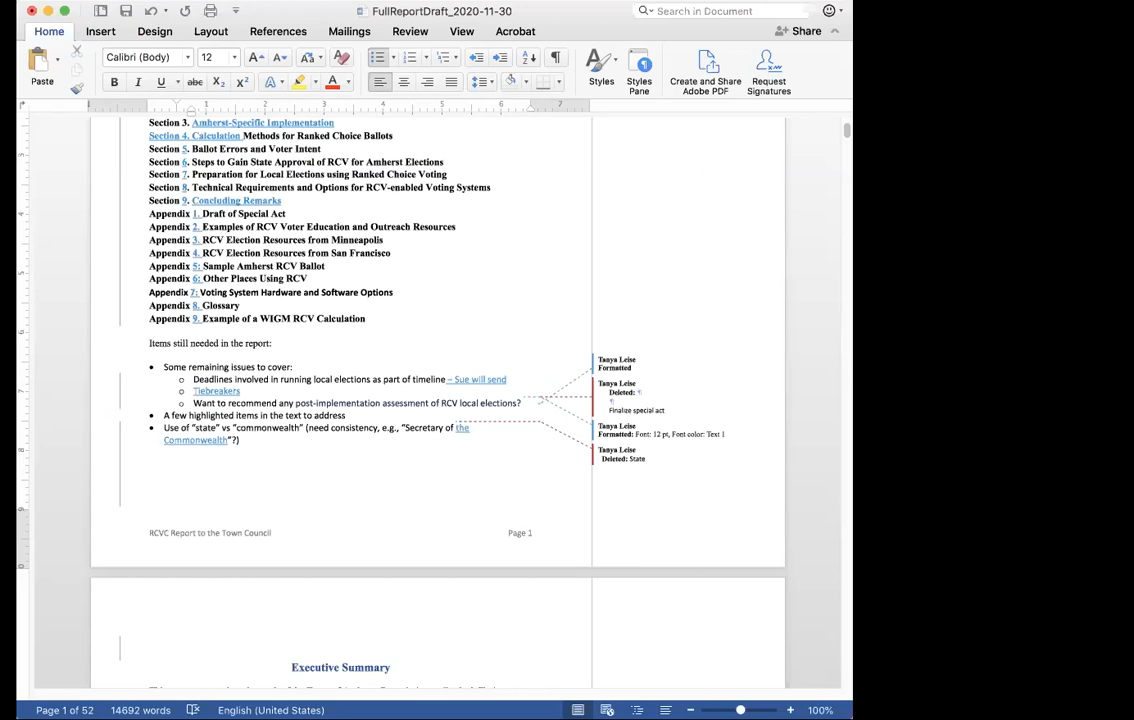 FullReportDraft_2020-11-30
Search in Document
Home Insert Design Layout References Mailings Review View Acrobat
Share
Paste
Calibri (Body) 12
Styles
Styles Pane
Create and Share Adobe PDF
Request Signatures
Section 3. Amherst-Specific Implementation
Section 4. Calculation Methods for Ranked Choice Ballots
Section 5. Ballot Errors and Voter Intent
Section 6. Steps to Gain State Approval of RCV for Amherst Elections
Section 7. Preparation for Local Elections using Ranked Choice Voting
Section 8. Technical Requirements and Options for RCV-enabled Voting Systems
Section 9. Concluding Remarks
Appendix 1. Draft of Special Act
Appendix 2. Examples of RCV Voter Education and Outreach Resources
Appendix 3. RCV Election Resources from Minneapolis
Appendix 4. RCV Election Resources from San Francisco
Appendix 5: Sample Amherst RCV Ballot
Appendix 6: Other Places Using RCV
Appendix 7: Voting System Hardware and Software Options
Appendix 8. Glossary
Appendix 9. Example of a WIGM RCV Calculation
Items still needed in the report:
• Some remaining issues to cover:
o Deadlines involved in running local elections as part of timeline – Sue will send
o Tiebreakers
o Want to recommend any post-implementation assessment of RCV local elections?
• A few highlighted items in the text to address
• Use of “state” vs “commonwealth” (need consistency, e.g., “Secretary of the
Commonwealth”?)
Tanya Leise
Formatted
Tanya Leise
Deleted: ¶
¶
Finalize special act
Tanya Leise
Formatted: Font: 12 pt, Font color: Text 1
Tanya Leise
Deleted: State
RCVC Report to the Town Council Page 1
Executive Summary
Page 1 of 52 14692 words English (United States) 100%